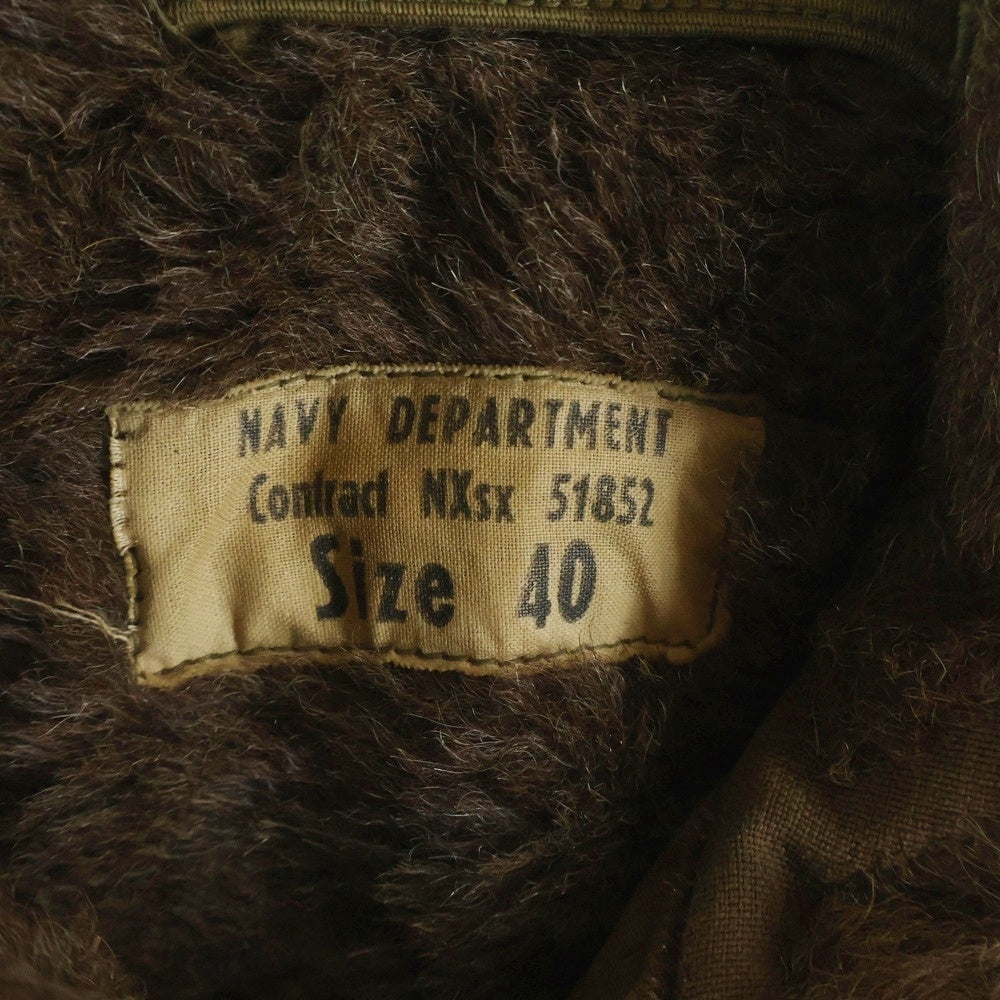 NAVY DEPARTMENT
Contract NXsx 51852
Size 40